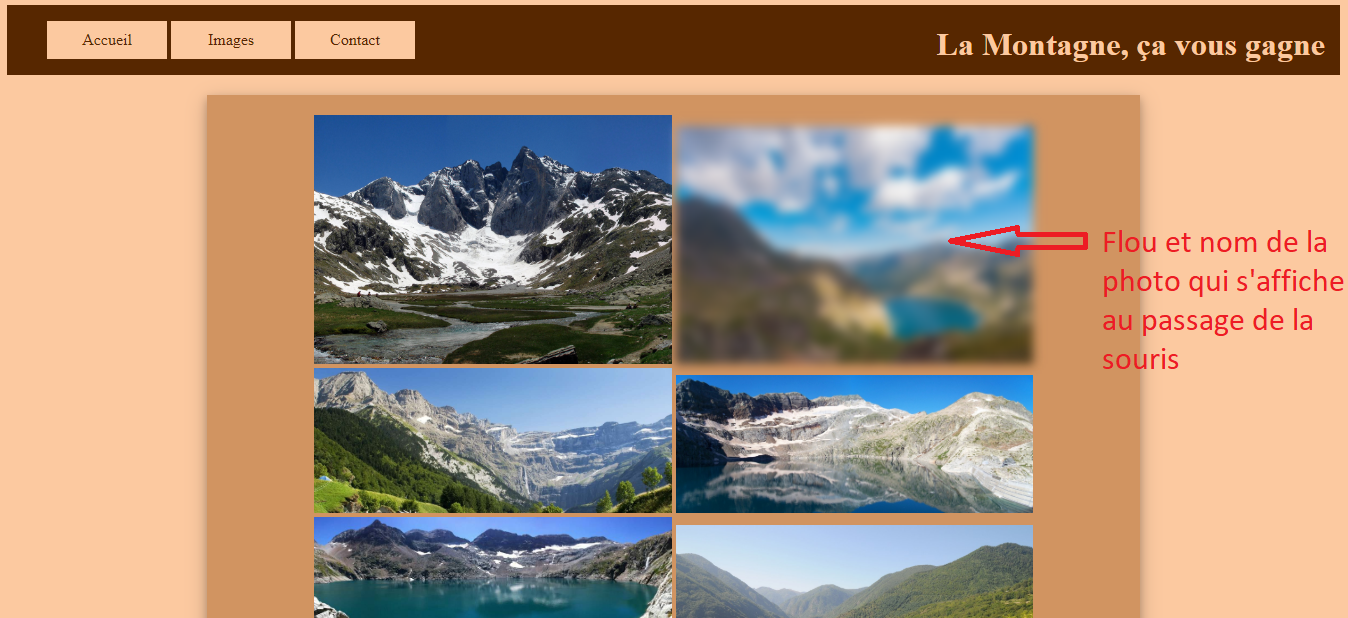 Accueil
Images
Contact
La Montagne, ça vous gagne
Flou et nom de la
photo qui s'affiche
au passage de la
souris